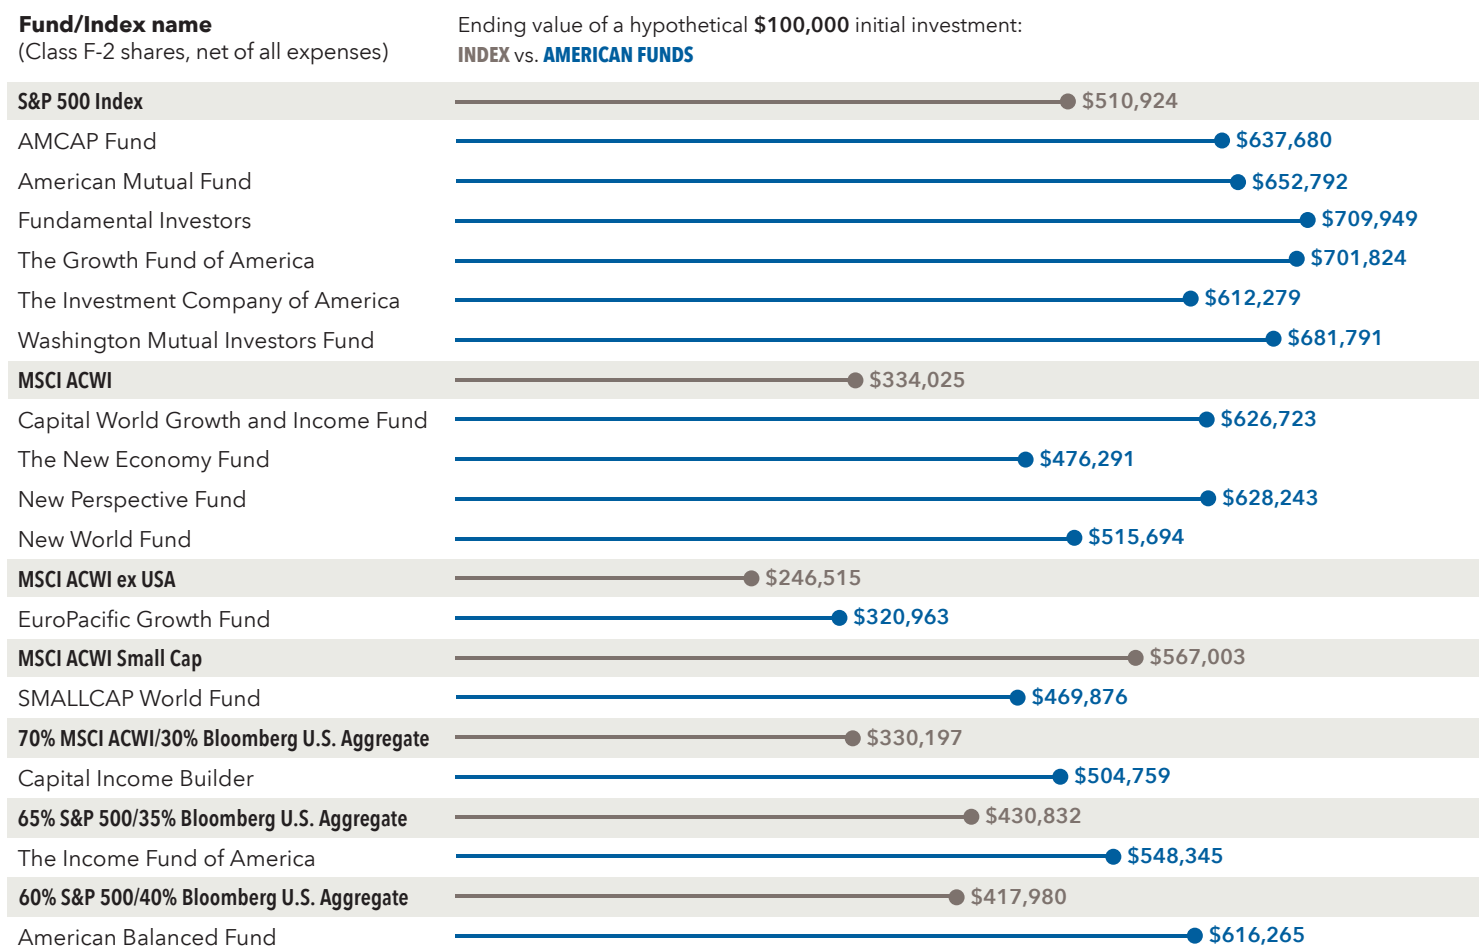 Fund/Index name
(Class F-2 shares, net of all expenses)
Ending value of a hypothetical $100,000 initial investment:
INDEX vs. AMERICAN FUNDS
S&P 500 Index $510,924
AMCAP Fund $637,680
American Mutual Fund $652,792
Fundamental Investors $709,949
The Growth Fund of America $701,824
The Investment Company of America $612,279
Washington Mutual Investors Fund $681,791
MSCI ACWI $334,025
Capital World Growth and Income Fund $626,723
The New Economy Fund $476,291
New Perspective Fund $628,243
New World Fund $515,694
MSCI ACWI ex USA $246,515
EuroPacific Growth Fund $320,963
MSCI ACWI Small Cap $567,003
SMALLCAP World Fund $469,876
70% MSCI ACWI/30% Bloomberg U.S. Aggregate $330,197
Capital Income Builder $504,759
65% S&P 500/35% Bloomberg U.S. Aggregate $430,832
The Income Fund of America $548,345
60% S&P 500/40% Bloomberg U.S. Aggregate $417,980
American Balanced Fund $616,265